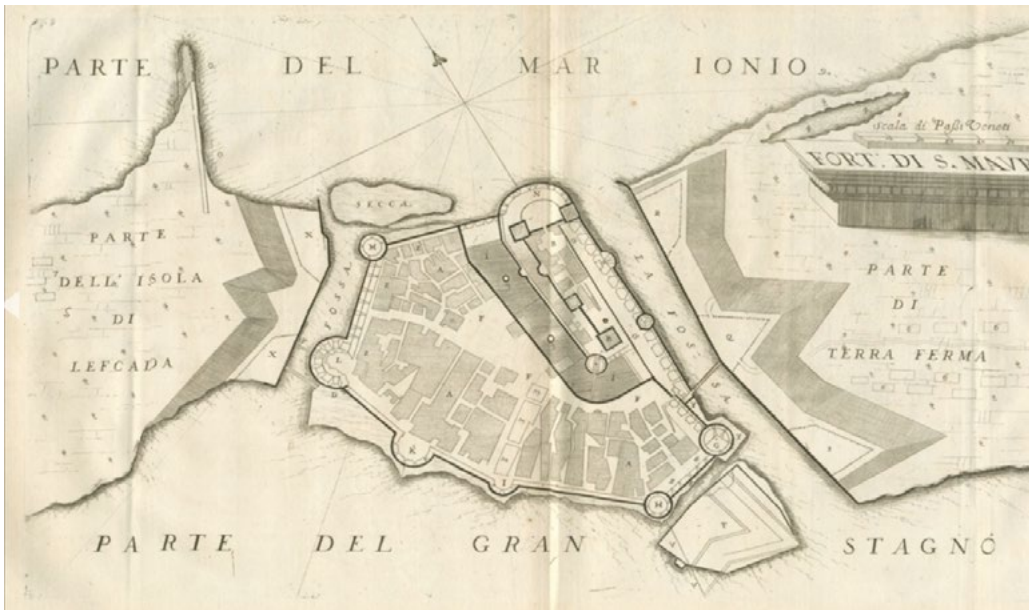 PARTE DEL MAR IONIO
Scala di Passi Veneti
FORT. DI S. MAVR
SECCA.
PARTE
DELL' ISOLA
DI
LEFCADA
FOSSA
LA FOSSA
PARTE
DI
TERRA FERMA
PARTE DEL GRAN STAGNO